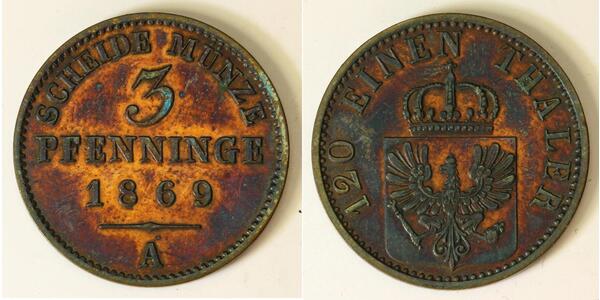 SCHEIDE MÜNZE
3
PFENNINGE
1869
A
120 EINEN THALER